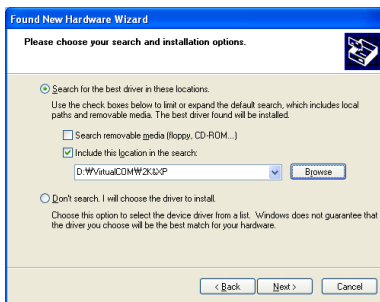 Found New Hardware Wizard
Please choose your search and installation options.
Search for the best driver in these locations.
Use the check boxes below to limit or expand the default search, which includes local
paths and removable media. The best driver found will be installed.
Search removable media (floppy, CD-ROM...)
Include this location in the search:
D:₩VirtualCOM₩2K&XP
Browse
Don't search. I will choose the driver to install.
Choose this option to select the device driver from a list. Windows does not guarantee that
the driver you choose will be the best match for your hardware.
< Back
Next >
Cancel